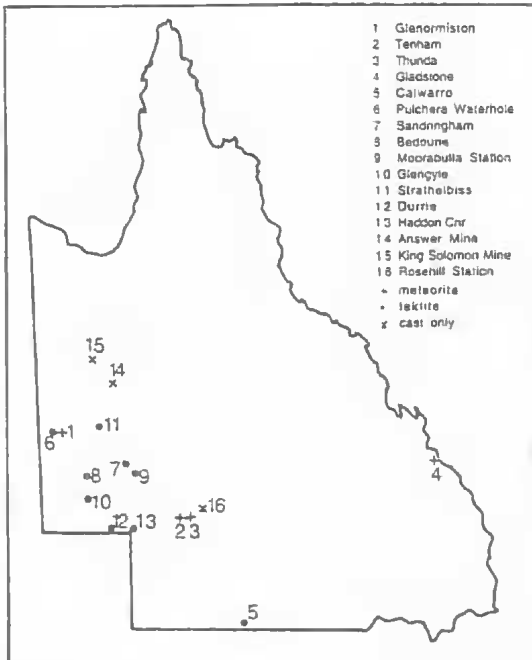 1 Glenormiston
2 Tenham
3 Thunda
4 Gladstone
5 Calwarro
6 Pulchera Waterhole
7 Sandringham
8 Bedourie
9 Moorabulla Station
10 Glengyle
11 Strathelbiss
12 Durrie
13 Haddon Cnr
14 Answer Mine
15 King Solomon Mine
16 Rosehill Station
+ meteorite
• tektite
x cast only
15
14
11
6 1
7
8 9
4
10
16
12 13
2 3
5